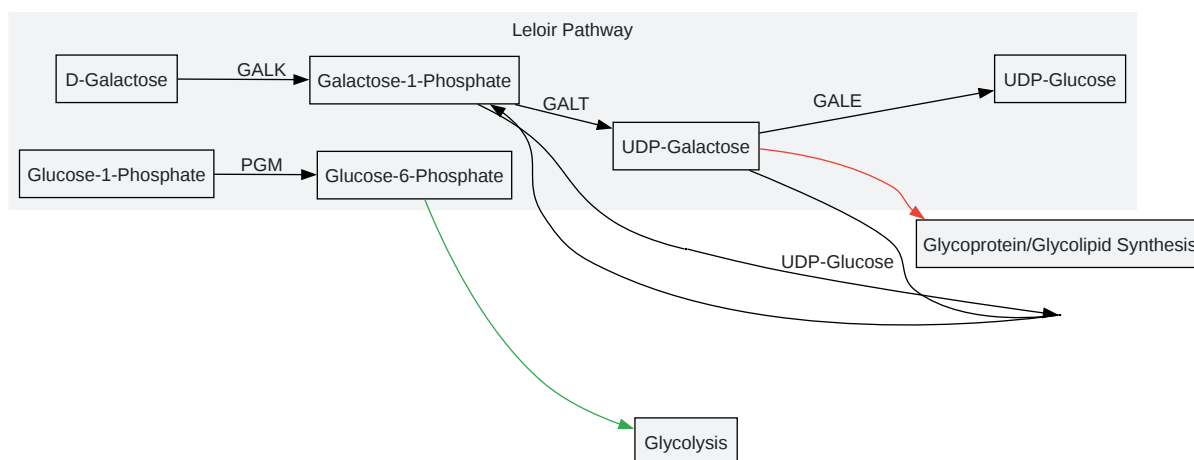 Leloir Pathway
D-Galactose
GALK
Galactose-1-Phosphate
GALT
UDP-Galactose
GALE
UDP-Glucose
Glucose-1-Phosphate
PGM
Glucose-6-Phosphate
Glycoprotein/Glycolipid Synthesis
UDP-Glucose
Glycolysis